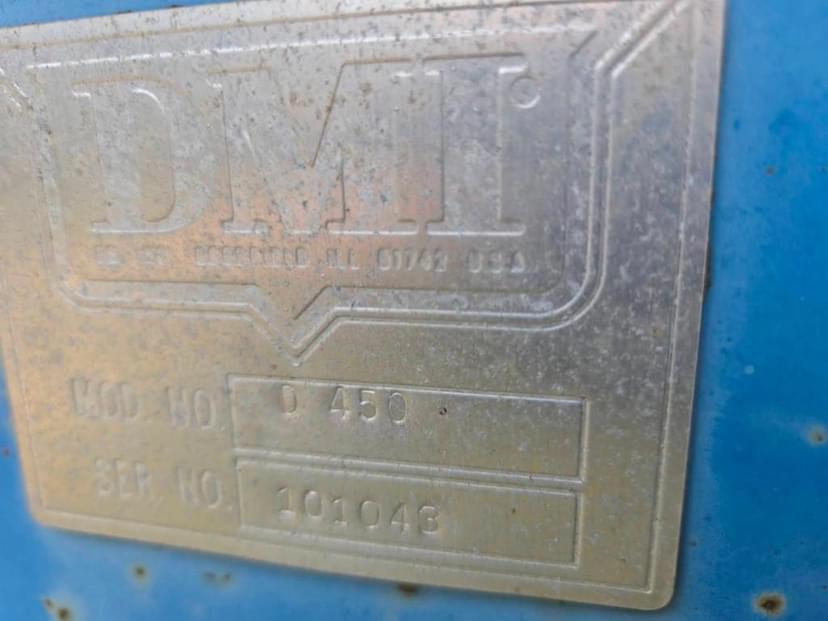 DMI®
GOODFIELD ILL 61742 USA
MOD. NO. D 450
SER. NO. 101043